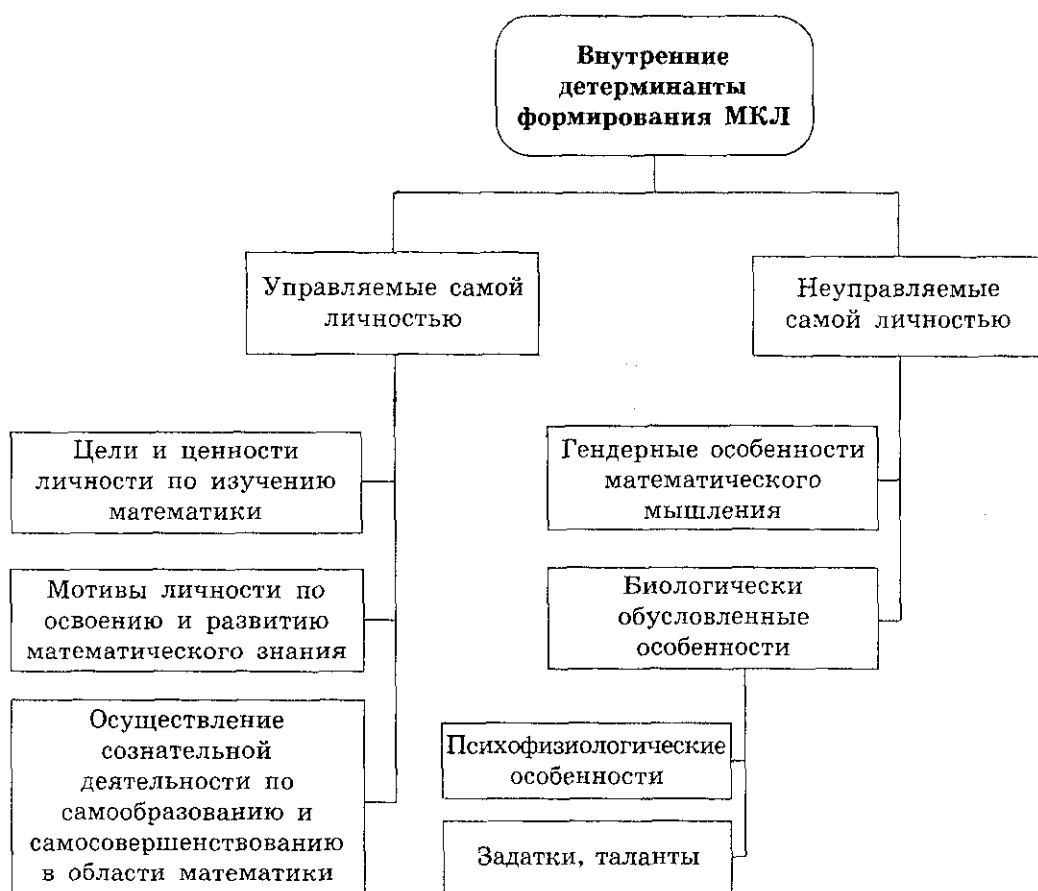 Внутренние
детерминанты
формирования МКЛ
Управляемые самой
личностью
Неуправляемые
самой личностью
Цели и ценности
личности по изучению
математики
Мотивы личности по
освоению и развитию
математического знания
Осуществление
сознательной
деятельности по
самообразованию и
самосовершенствованию
в области математики
Гендерные особенности
математического
мышления
Биологически
обусловленные
особенности
Психофизиологические
особенности
Задатки, таланты